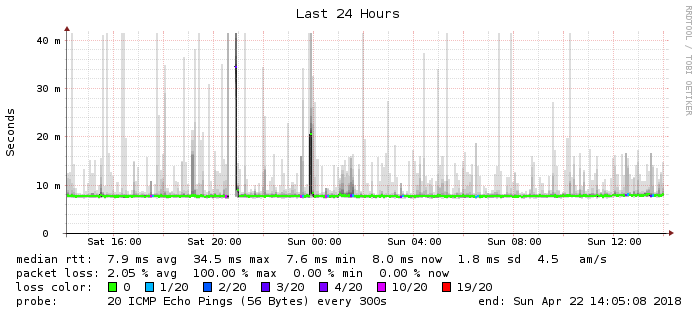 Last 24 Hours
RRDTOOL / TOBI OETIKER
Seconds
40 m
30 m
20 m
10 m
0
Sat 16:00 Sat 20:00 Sun 00:00 Sun 04:00 Sun 08:00 Sun 12:00
median rtt: 7.9 ms avg 34.5 ms max 7.6 ms min 8.0 ms now 1.8 ms sd 4.5 am/s
packet loss: 2.05 % avg 100.00 % max 0.00 % min 0.00 % now
loss color: 0 1/20 2/20 3/20 4/20 10/20 19/20
probe: 20 ICMP Echo Pings (56 Bytes) every 300s end: Sun Apr 22 14:05:08 2018